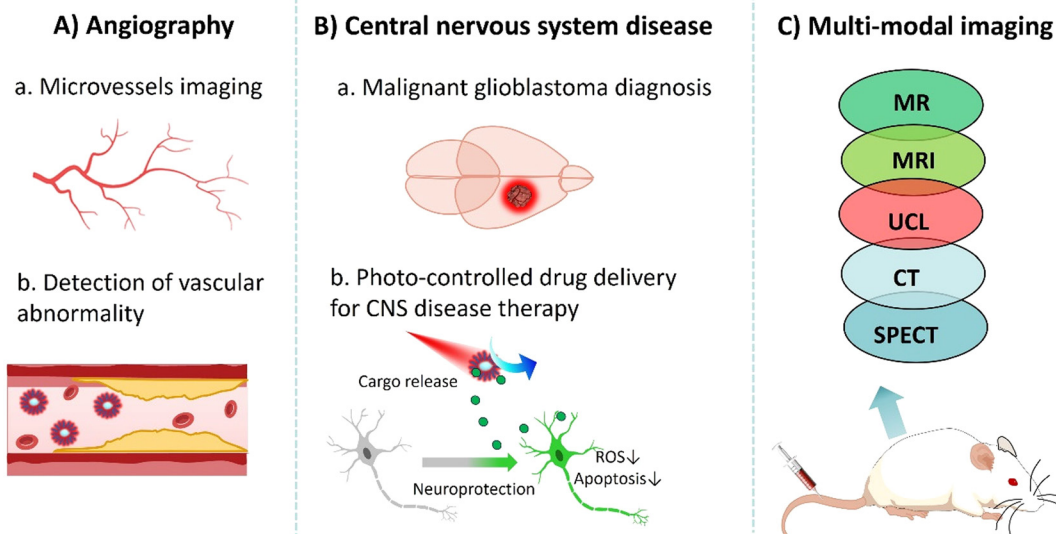 A) Angiography
a. Microvessels imaging
b. Detection of vascular
abnormality
B) Central nervous system disease
a. Malignant glioblastoma diagnosis
b. Photo-controlled drug delivery
for CNS disease therapy
Cargo release
Neuroprotection
ROS↓
Apoptosis↓
C) Multi-modal imaging
MR
MRI
UCL
CT
SPECT